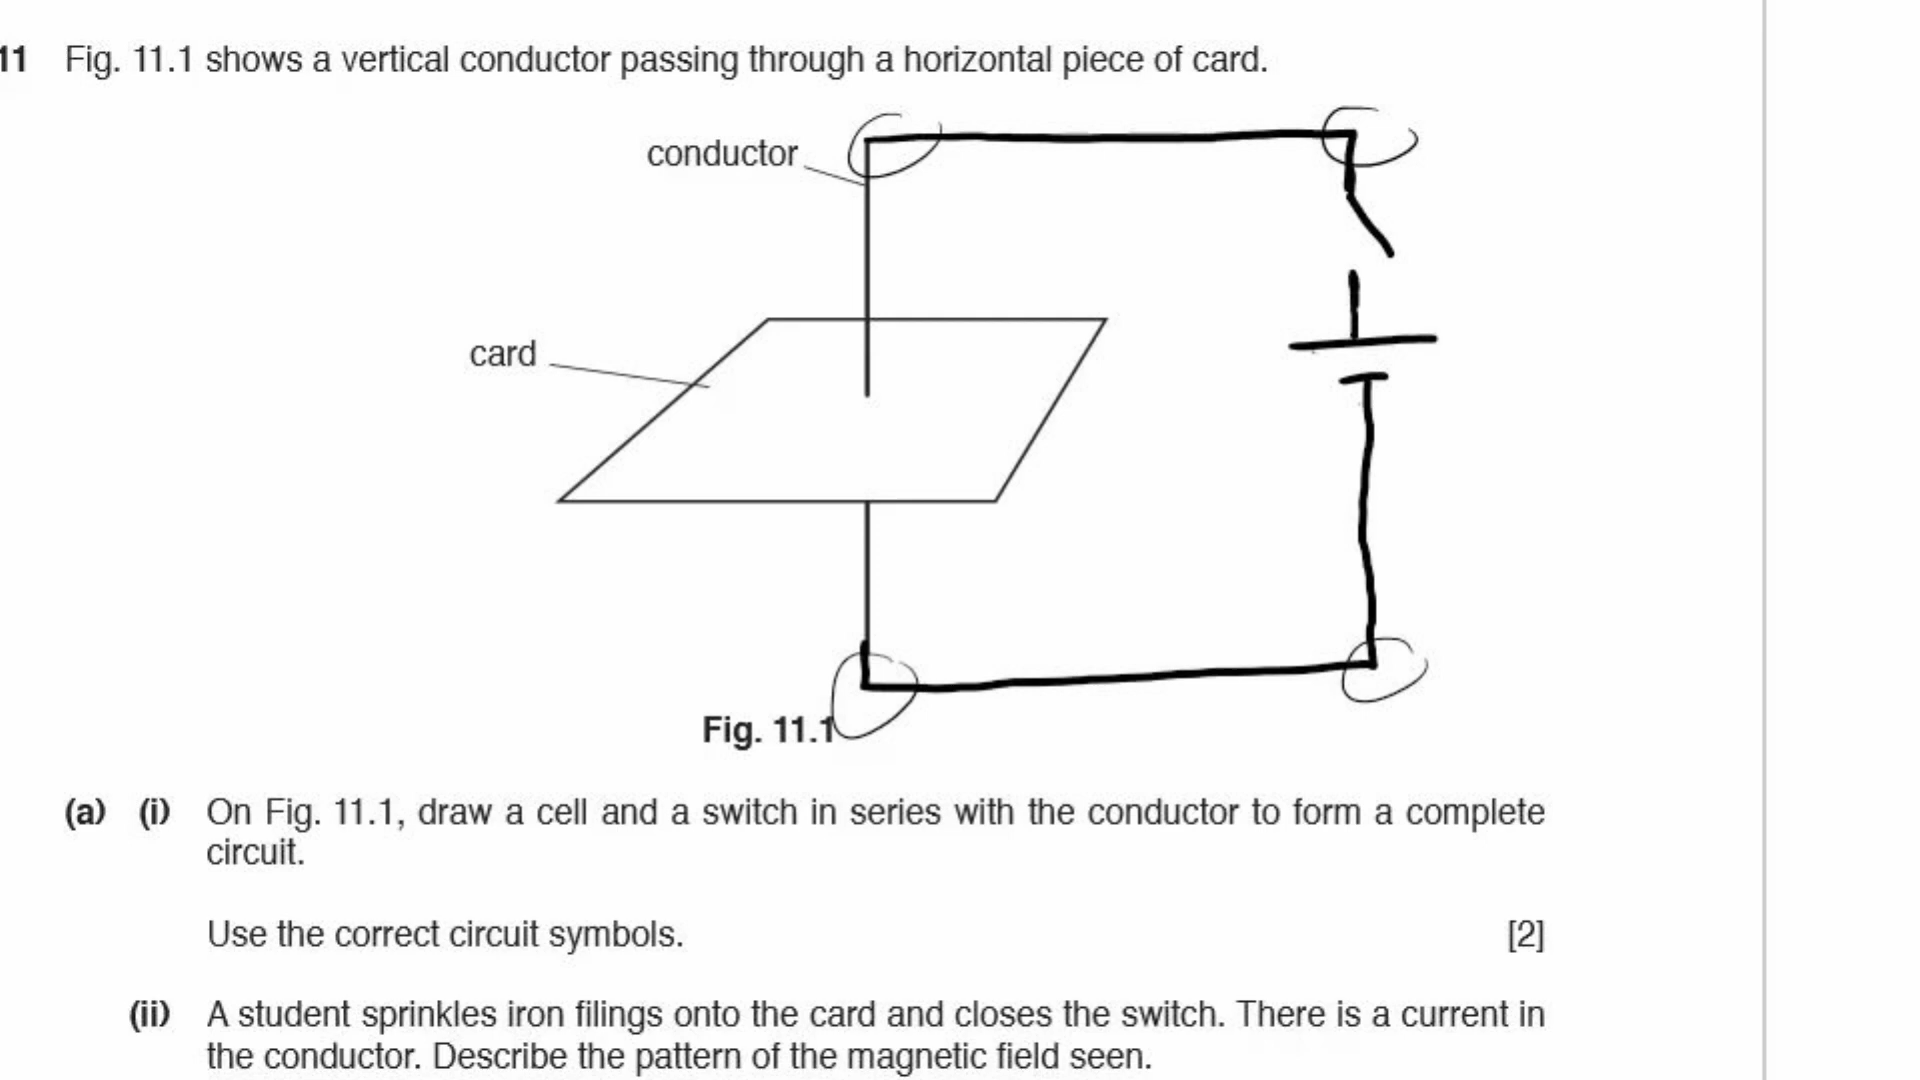 11 Fig. 11.1 shows a vertical conductor passing through a horizontal piece of card.
conductor
card
Fig. 11.1
(a) (i) On Fig. 11.1, draw a cell and a switch in series with the conductor to form a complete
circuit.
Use the correct circuit symbols. [2]
(ii) A student sprinkles iron filings onto the card and closes the switch. There is a current in
the conductor. Describe the pattern of the magnetic field seen.